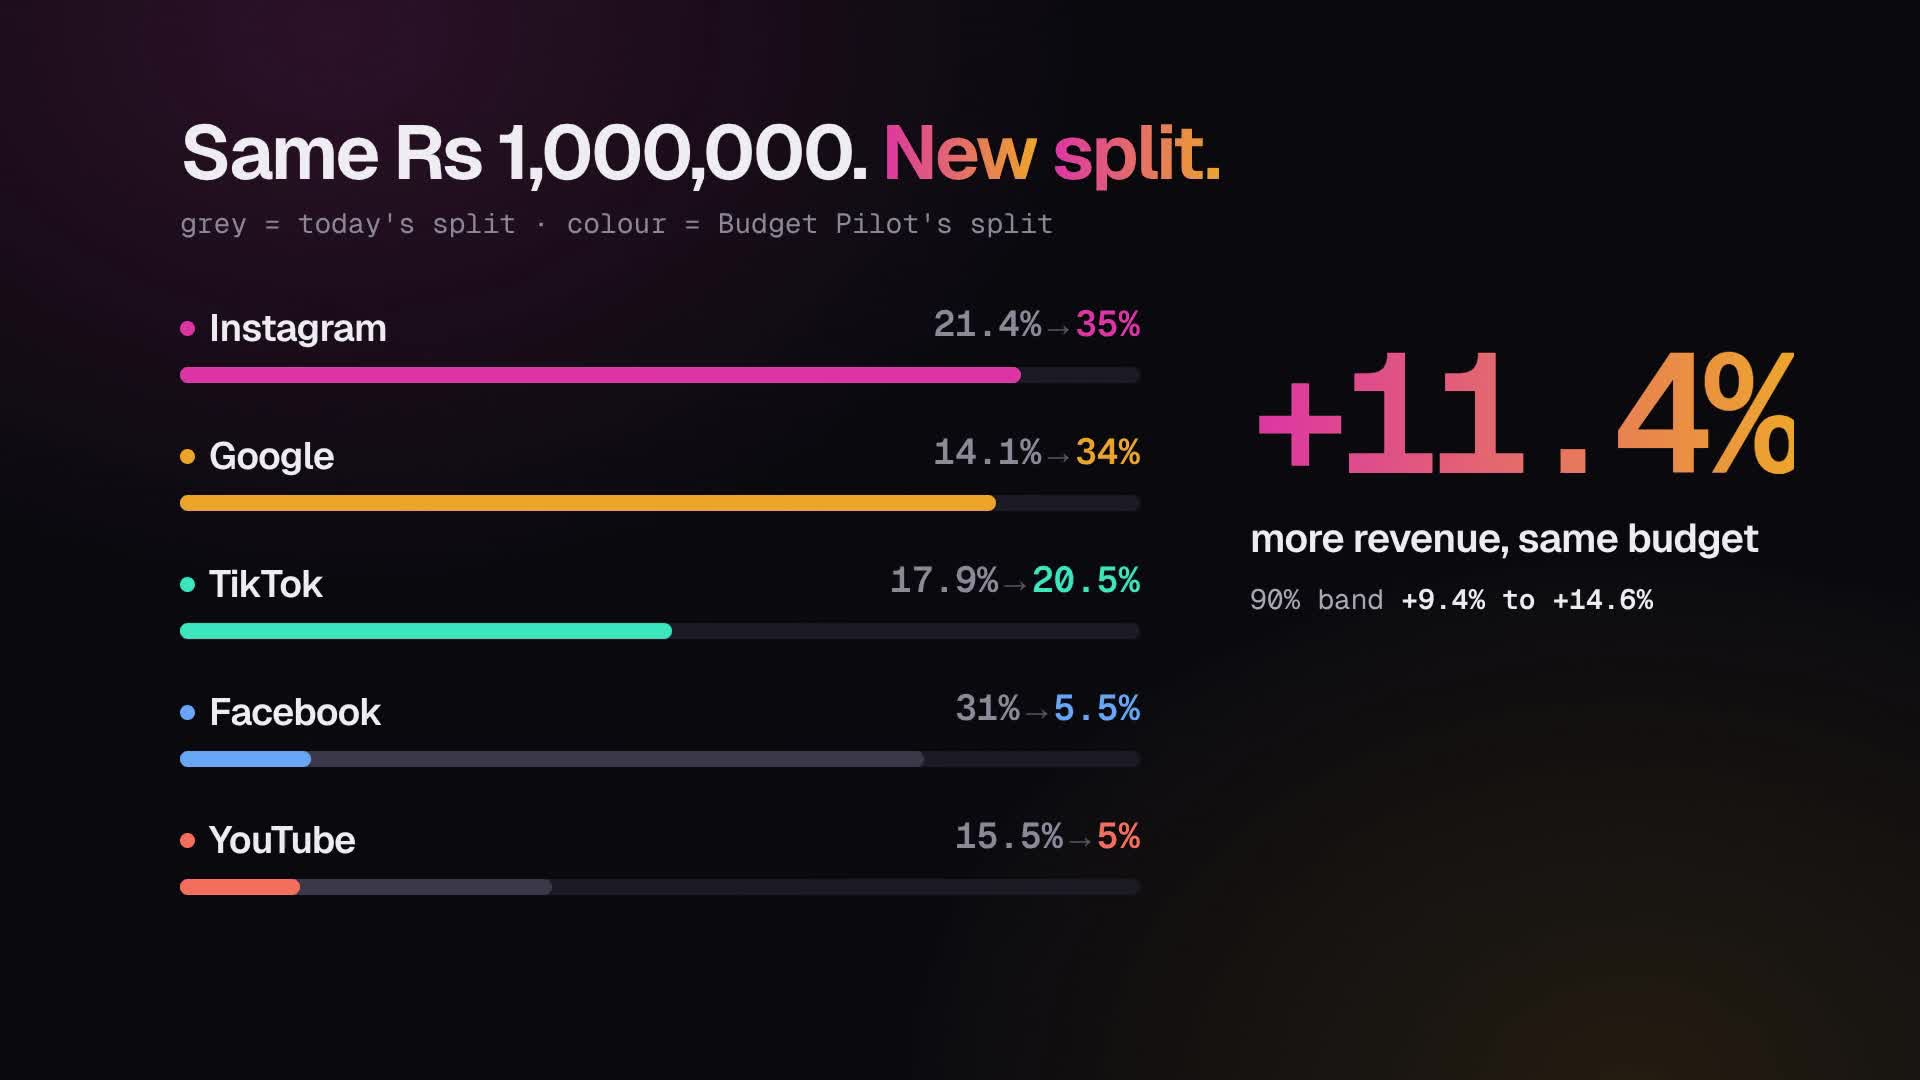 Same Rs 1,000,000. New split.
grey = today's split · colour = Budget Pilot's split
Instagram 21.4%→35%
Google 14.1%→34%
TikTok 17.9%→20.5%
Facebook 31%→5.5%
YouTube 15.5%→5%
+11.4%
more revenue, same budget
90% band +9.4% to +14.6%